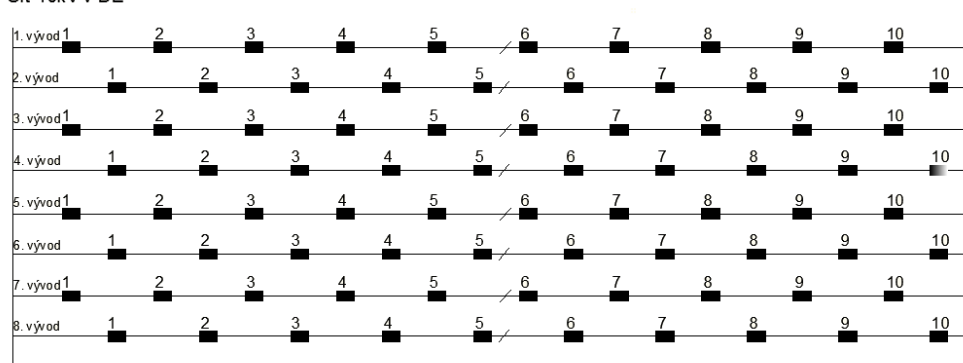 1. vývod 1 2 3 4 5 6 7 8 9 10
2. vývod 1 2 3 4 5 6 7 8 9 10
3. vývod 1 2 3 4 5 6 7 8 9 10
4. vývod 1 2 3 4 5 6 7 8 9 10
5. vývod 1 2 3 4 5 6 7 8 9 10
6. vývod 1 2 3 4 5 6 7 8 9 10
7. vývod 1 2 3 4 5 6 7 8 9 10
8. vývod 1 2 3 4 5 6 7 8 9 10